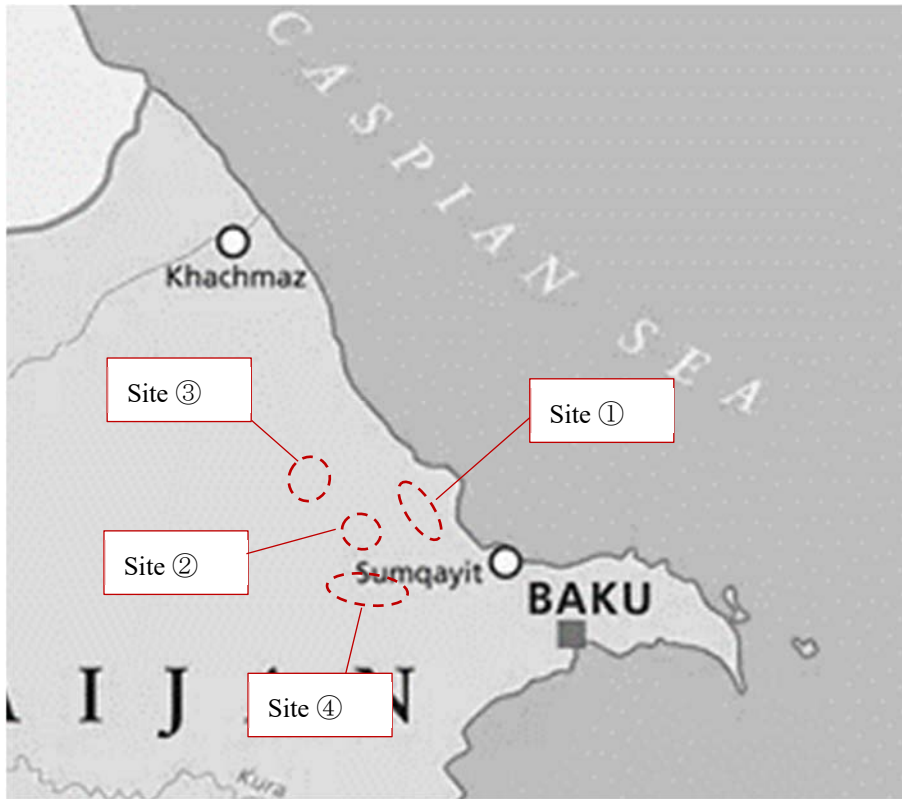 CASPIAN SEA
Khachmaz
Site ③
Site ①
Site ②
Sumqayit
BAKU
AIJAN
Site ④
Kura